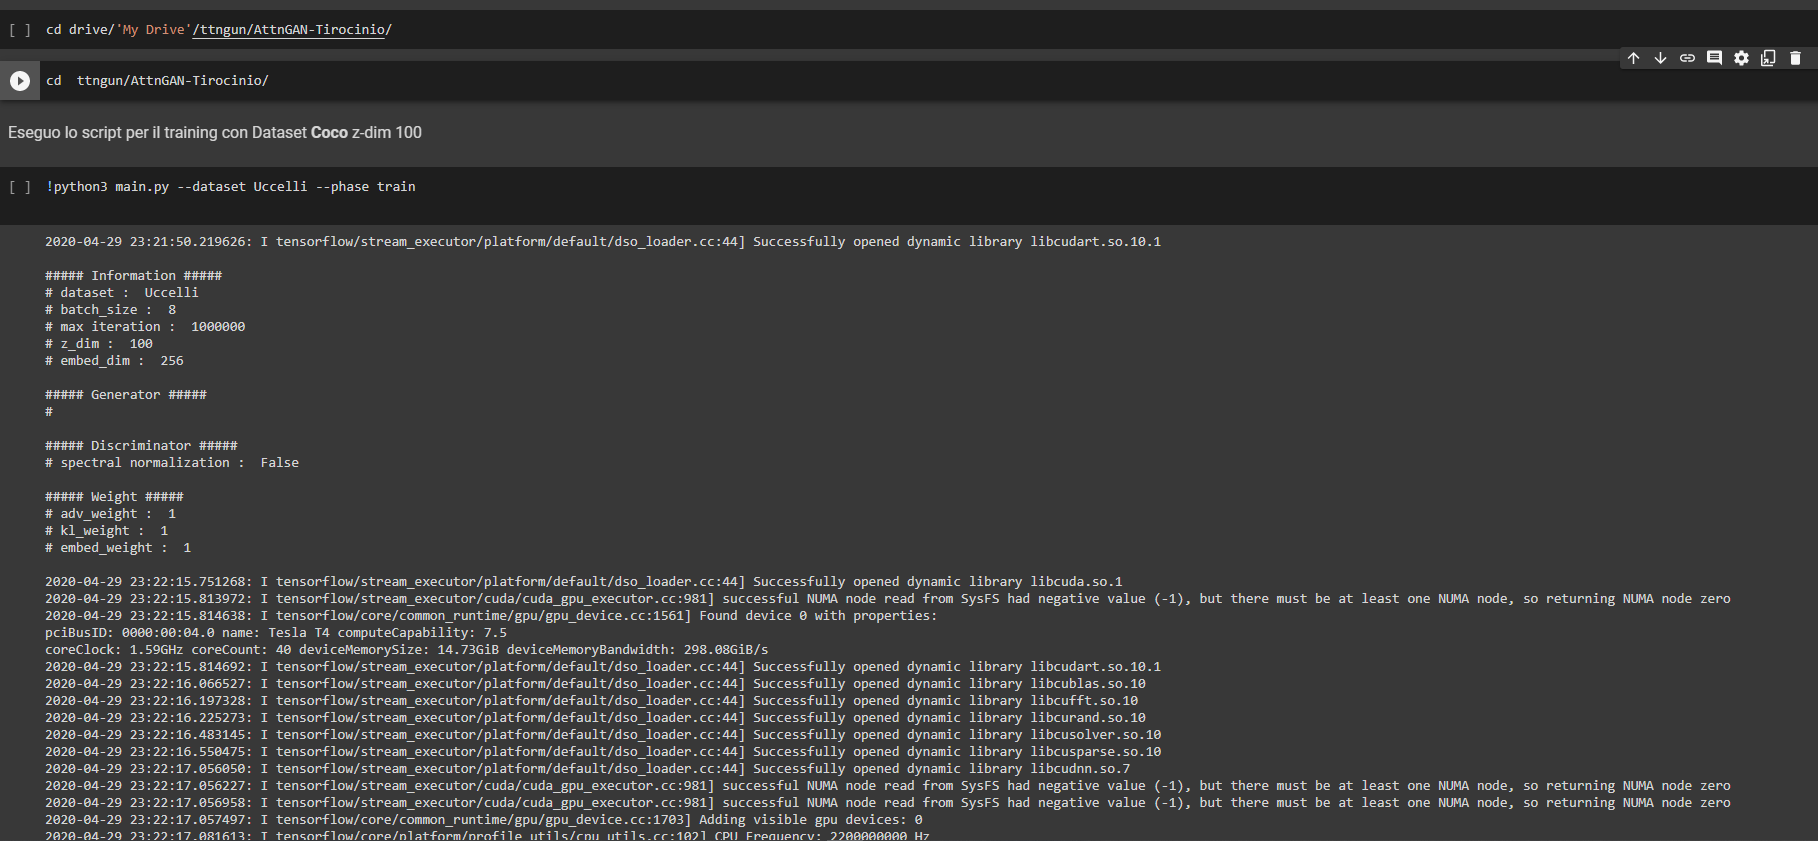 [ ] cd drive/'My Drive'/ttngun/AttnGAN-Tirocinio/
cd  ttngun/AttnGAN-Tirocinio/
Eseguo lo script per il training con Dataset Coco z-dim 100
[ ] !python3 main.py --dataset Uccelli --phase train
2020-04-29 23:21:50.219626: I tensorflow/stream_executor/platform/default/dso_loader.cc:44] Successfully opened dynamic library libcudart.so.10.1
##### Information #####
# dataset :  Uccelli
# batch_size :  8
# max iteration :  1000000
# z_dim :  100
# embed_dim :  256
##### Generator #####
#
##### Discriminator #####
# spectral normalization :  False
##### Weight #####
# adv_weight :  1
# kl_weight :  1
# embed_weight :  1
2020-04-29 23:22:15.751268: I tensorflow/stream_executor/platform/default/dso_loader.cc:44] Successfully opened dynamic library libcuda.so.1
2020-04-29 23:22:15.813972: I tensorflow/stream_executor/cuda/cuda_gpu_executor.cc:981] successful NUMA node read from SysFS had negative value (-1), but there must be at least one NUMA node, so returning NUMA node zero
2020-04-29 23:22:15.814638: I tensorflow/core/common_runtime/gpu/gpu_device.cc:1561] Found device 0 with properties:
pciBusID: 0000:00:04.0 name: Tesla T4 computeCapability: 7.5
coreClock: 1.59GHz coreCount: 40 deviceMemorySize: 14.73GiB deviceMemoryBandwidth: 298.08GiB/s
2020-04-29 23:22:15.814692: I tensorflow/stream_executor/platform/default/dso_loader.cc:44] Successfully opened dynamic library libcudart.so.10.1
2020-04-29 23:22:16.066527: I tensorflow/stream_executor/platform/default/dso_loader.cc:44] Successfully opened dynamic library libcublas.so.10
2020-04-29 23:22:16.197328: I tensorflow/stream_executor/platform/default/dso_loader.cc:44] Successfully opened dynamic library libcufft.so.10
2020-04-29 23:22:16.225273: I tensorflow/stream_executor/platform/default/dso_loader.cc:44] Successfully opened dynamic library libcurand.so.10
2020-04-29 23:22:16.483145: I tensorflow/stream_executor/platform/default/dso_loader.cc:44] Successfully opened dynamic library libcusolver.so.10
2020-04-29 23:22:16.550475: I tensorflow/stream_executor/platform/default/dso_loader.cc:44] Successfully opened dynamic library libcusparse.so.10
2020-04-29 23:22:17.056050: I tensorflow/stream_executor/platform/default/dso_loader.cc:44] Successfully opened dynamic library libcudnn.so.7
2020-04-29 23:22:17.056227: I tensorflow/stream_executor/cuda/cuda_gpu_executor.cc:981] successful NUMA node read from SysFS had negative value (-1), but there must be at least one NUMA node, so returning NUMA node zero
2020-04-29 23:22:17.056958: I tensorflow/stream_executor/cuda/cuda_gpu_executor.cc:981] successful NUMA node read from SysFS had negative value (-1), but there must be at least one NUMA node, so returning NUMA node zero
2020-04-29 23:22:17.057497: I tensorflow/core/common_runtime/gpu/gpu_device.cc:1703] Adding visible gpu devices: 0
2020-04-29 23:22:17.081613: I tensorflow/core/platform/profile_utils/cpu_utils.cc:102] CPU Frequency: 2200000000 Hz